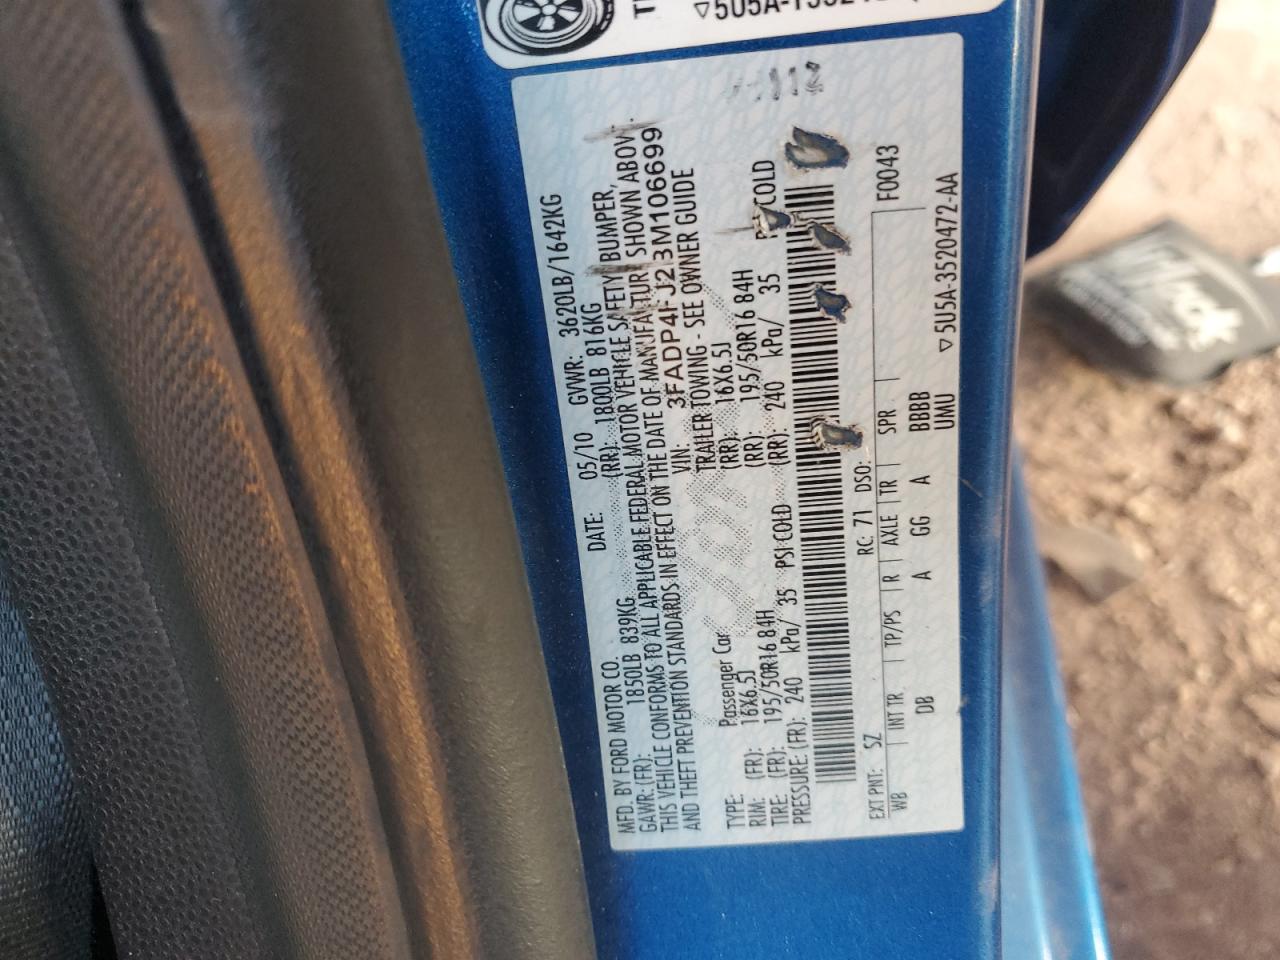 5U5A-
MFD. BY FORD MOTOR CO. DATE: 05/10 GVWR: 3620LB/1642KG
GAWR:(FR): 1850LB 839KG (RR): 1800LB 816KG
THIS VEHICLE CONFORMS TO ALL APPLICABLE FEDERAL MOTOR VEHICLE SAFETY BUMPER,
AND THEFT PREVENTION STANDARDS IN EFFECT ON THE DATE OF MANUFACTUR SHOWN ABOV
VIN: 3FADP4FJ2BM106699
TYPE: Passenger Car TRAILER TOWING - SEE OWNER GUIDE
RIM: (FR): 16X6.5J (RR): 16X6.5J
TIRE: (FR): 195/50R16 84H (RR): 195/50R16 84H
PRESSURE:(FR): 240 kPa/ 35 PSI COLD (RR): 240 kPa/ 35 COLD
EXT PNT: SZ RC: 71 DSO: F0043
WB INT TR TP/PS R AXLE TR SPR
DB A GG A BBBB
UMU
▽5U5A-3520472-AA